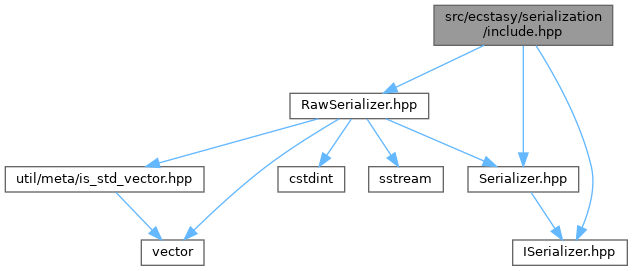 src/ecstasy/serialization
/include.hpp
RawSerializer.hpp
util/meta/is_std_vector.hpp
cstdint
sstream
Serializer.hpp
vector
ISerializer.hpp